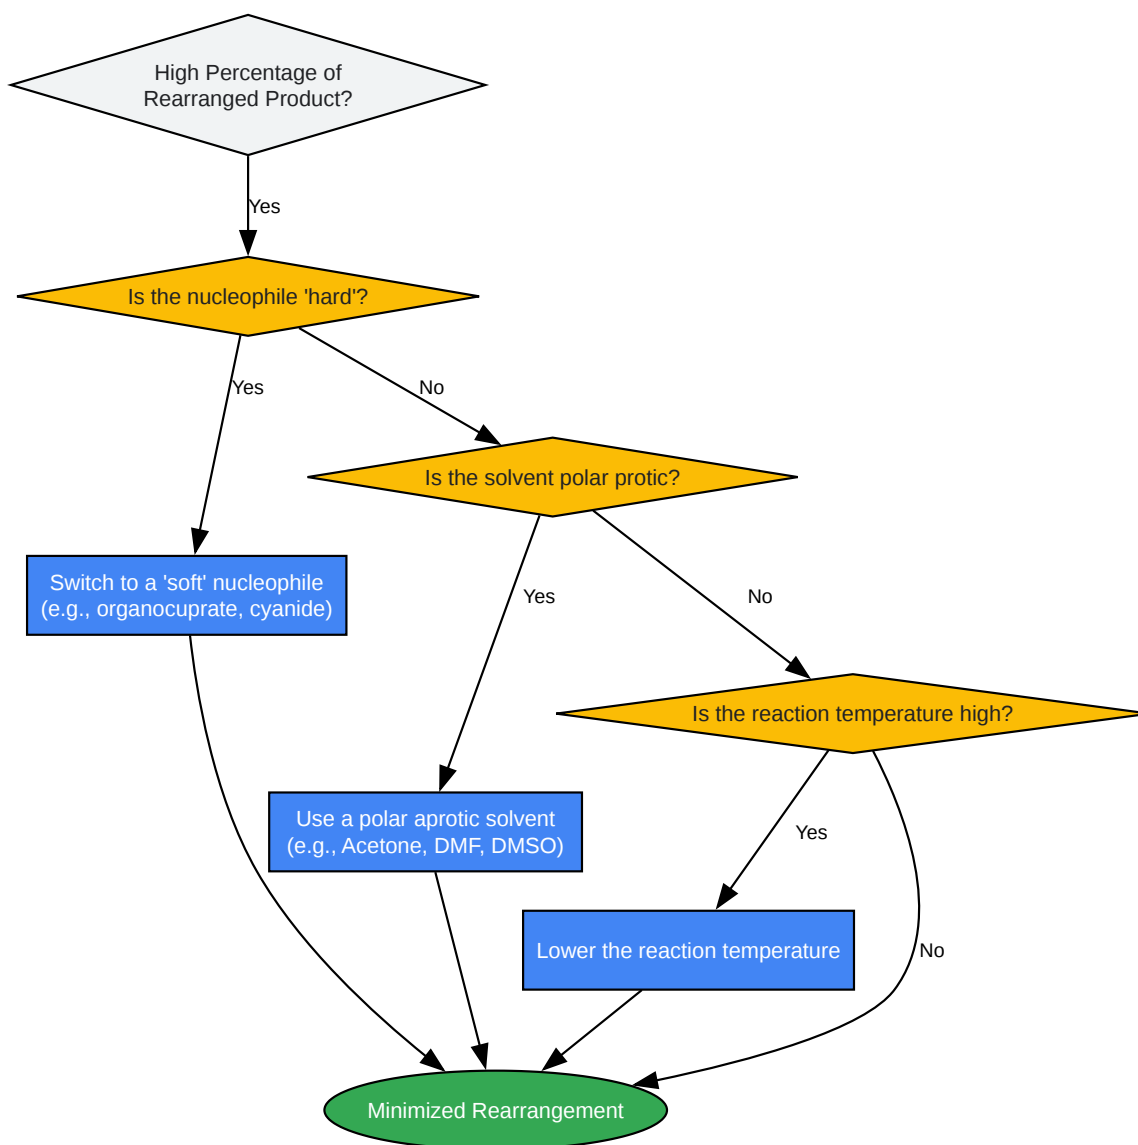 High Percentage of
Rearranged Product?
Yes
Is the nucleophile 'hard'?
Yes
No
Is the solvent polar protic?
Switch to a 'soft' nucleophile
(e.g., organocuprate, cyanide)
Yes
No
Is the reaction temperature high?
Use a polar aprotic solvent
(e.g., Acetone, DMF, DMSO)
Yes
Lower the reaction temperature
No
Minimized Rearrangement